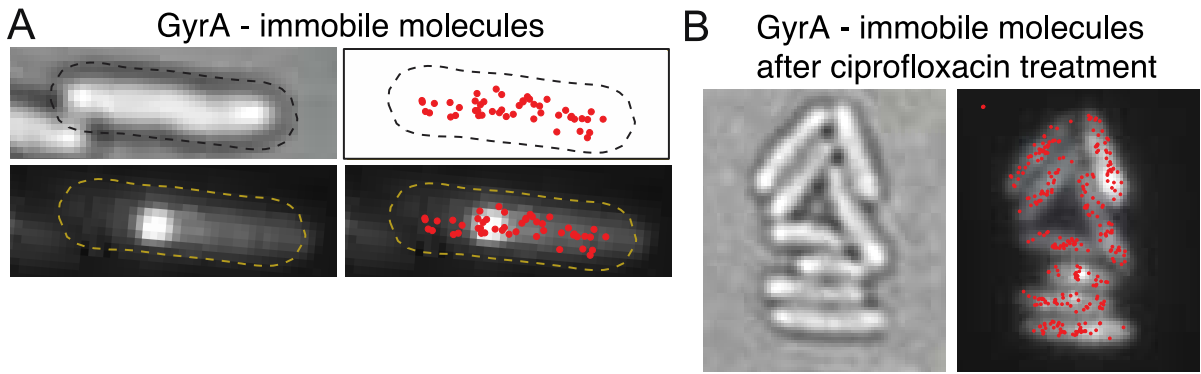 A
GyrA - immobile molecules
B
GyrA - immobile molecules
after ciprofloxacin treatment